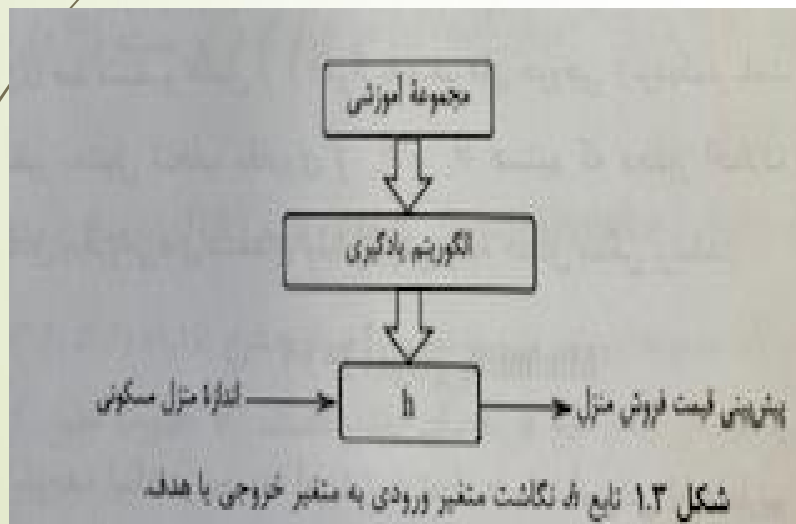 مجموعهٔ آموزشی
الگوریتم یادگیری
اندازهٔ منزل مسکونی
h
پیش‌بینی قیمت فروش منزل
شکل ۱.۳ تابع h، نگاشت متغیر ورودی به متغیر خروجی یا هدف.